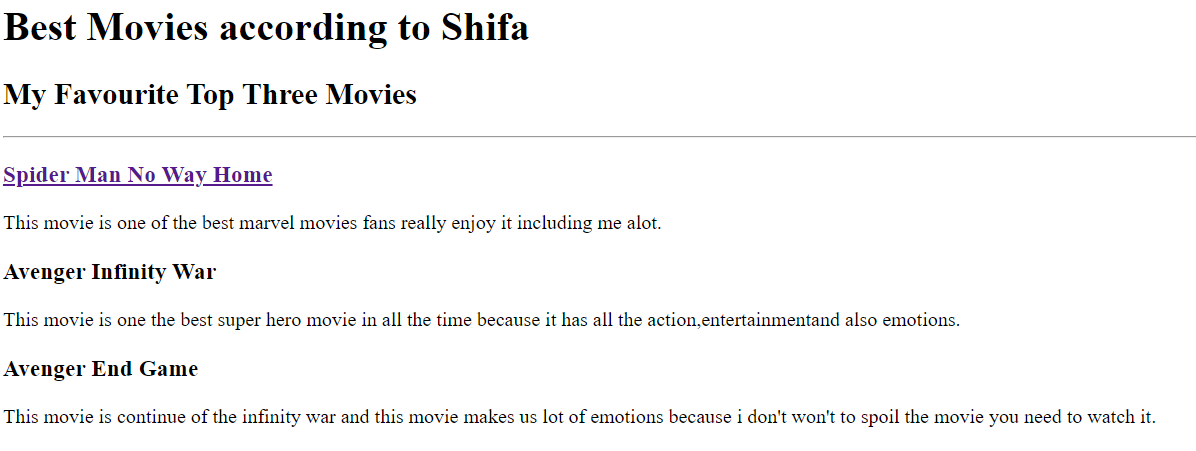 Best Movies according to Shifa
My Favourite Top Three Movies
Spider Man No Way Home
This movie is one of the best marvel movies fans really enjoy it including me alot.
Avenger Infinity War
This movie is one the best super hero movie in all the time because it has all the action,entertainmentand also emotions.
Avenger End Game
This movie is continue of the infinity war and this movie makes us lot of emotions because i don't won't to spoil the movie you need to watch it.